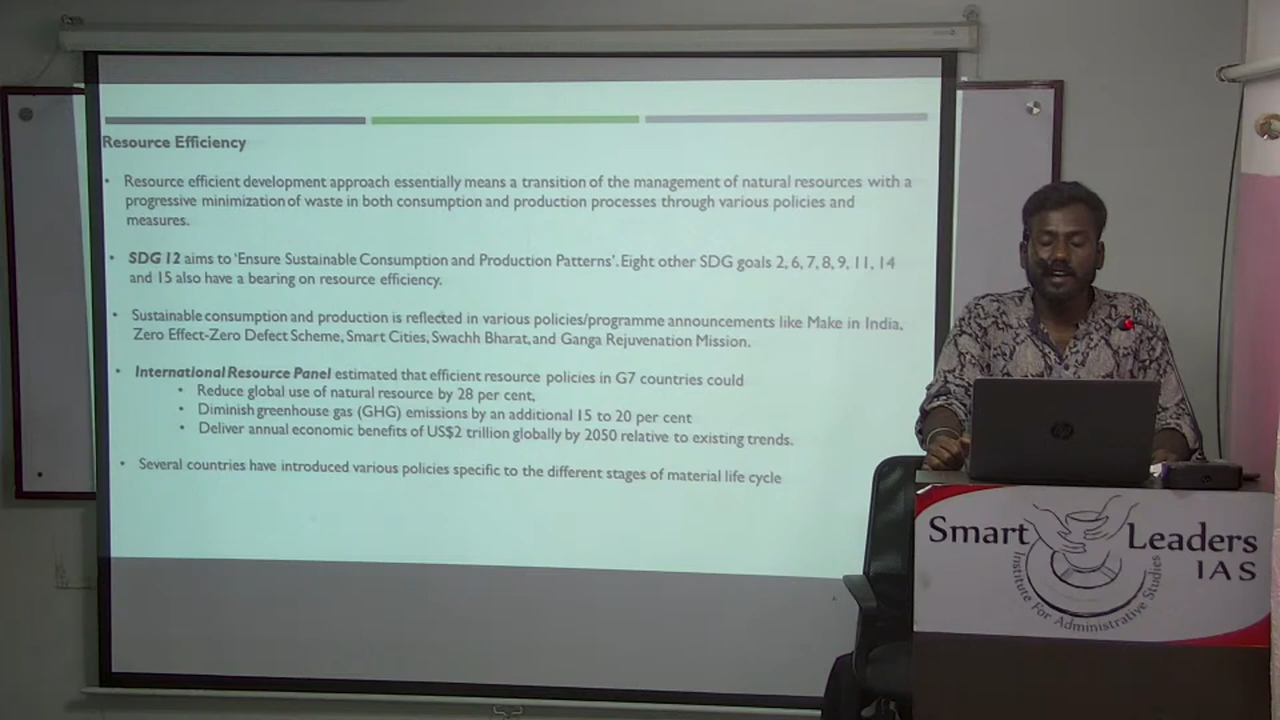 Resource Efficiency
• Resource efficient development approach essentially means a transition of the management of natural resources with a
progressive minimization of waste in both consumption and production processes through various policies and
measures.
• SDG 12 aims to 'Ensure Sustainable Consumption and Production Patterns'. Eight other SDG goals 2, 6, 7, 8, 9, 11, 14
and 15 also have a bearing on resource efficiency.
• Sustainable consumption and production is reflected in various policies/programme announcements like Make in India,
Zero Effect-Zero Defect Scheme, Smart Cities, Swachh Bharat, and Ganga Rejuvenation Mission.
• International Resource Panel estimated that efficient resource policies in G7 countries could
• Reduce global use of natural resource by 28 per cent,
• Diminish greenhouse gas (GHG) emissions by an additional 15 to 20 per cent
• Deliver annual economic benefits of US$2 trillion globally by 2050 relative to existing trends.
• Several countries have introduced various policies specific to the different stages of material life cycle
hp
Smart Leaders
IAS
Institute For Administrative Studies